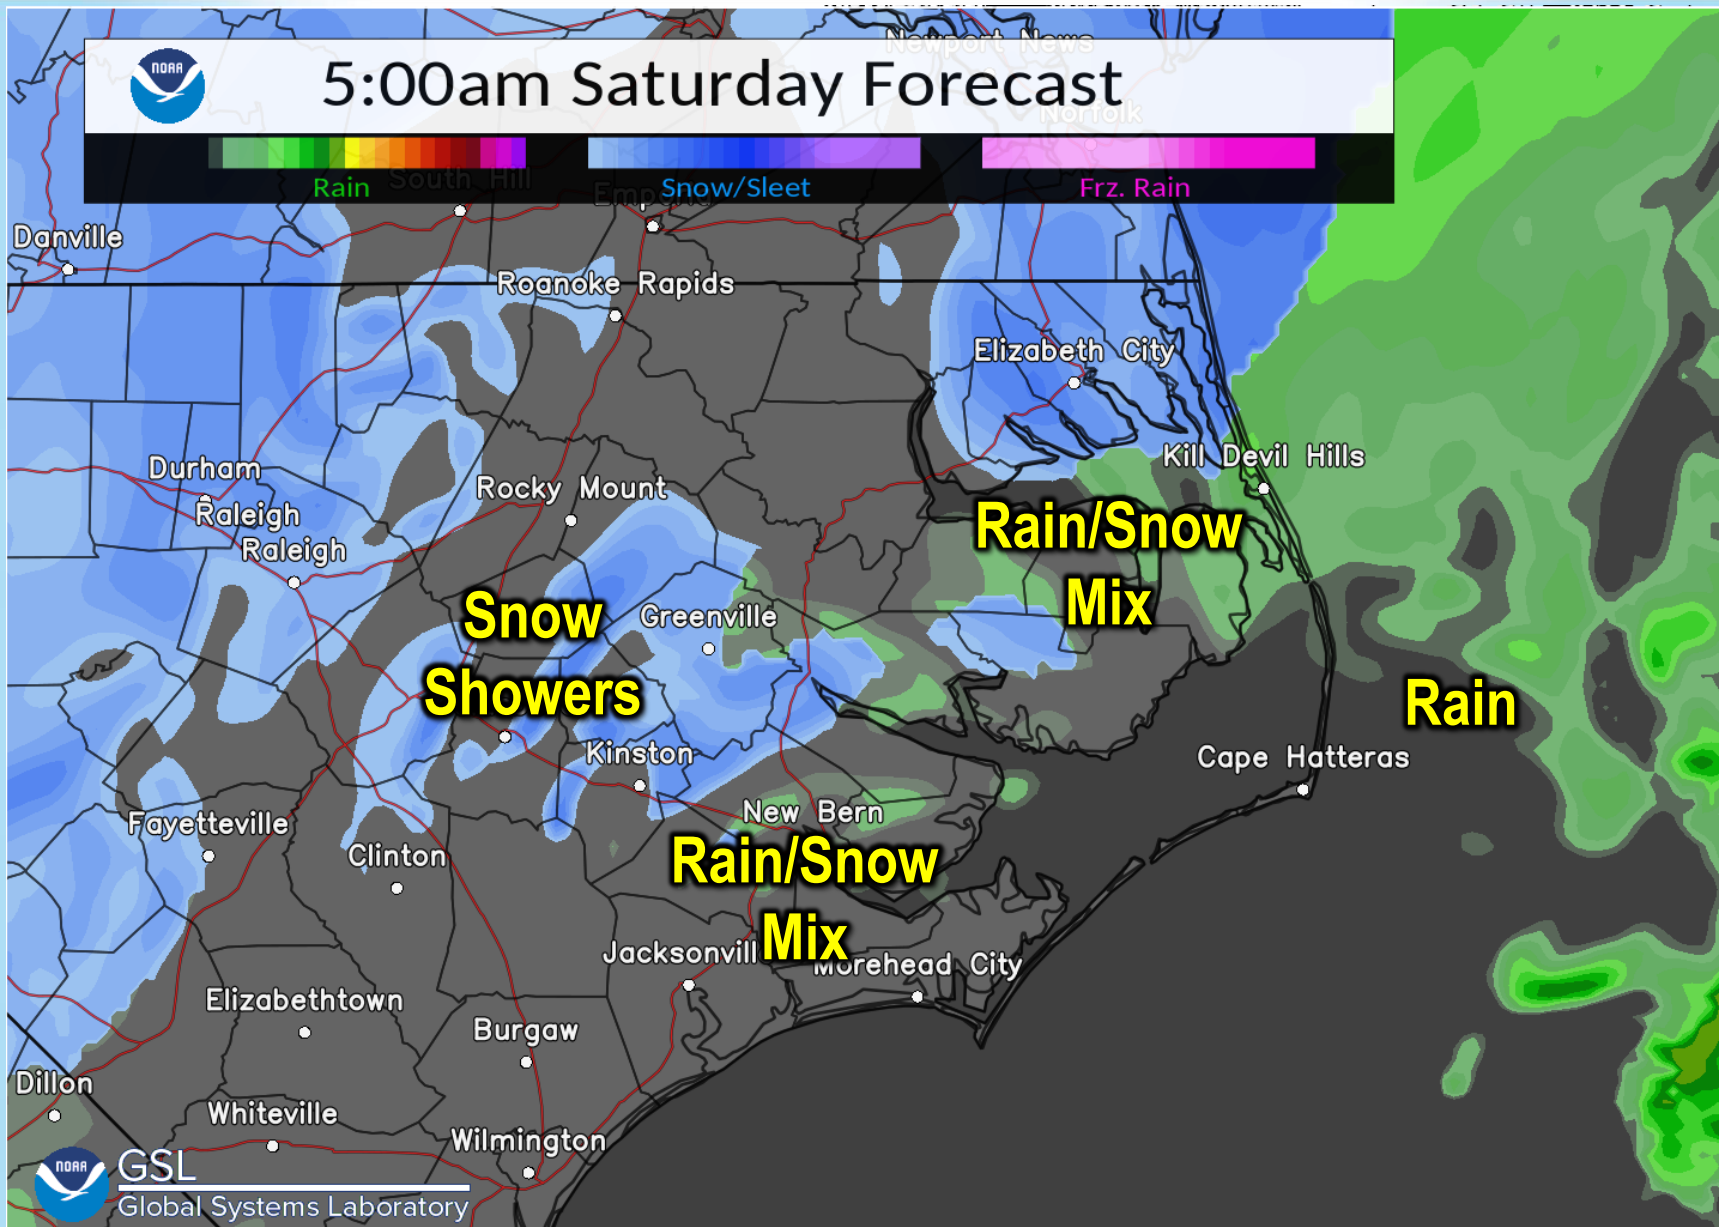 Newport News
NOAA
5:00am Saturday Forecast
Norfolk
Rain
South Hill
Snow/Sleet
Frz. Rain
Danville
Roanoke Rapids
Elizabeth City
Kill Devil Hills
Durham
Rocky Mount
Raleigh
Raleigh
Rain/Snow
Mix
Snow
Showers
Greenville
Rain
Kinston
Cape Hatteras
New Bern
Fayetteville
Clinton
Rain/Snow
Mix
Jacksonvill
Morehead City
Elizabethtown
Burgaw
Dillon
Whiteville
Wilmington
NOAA
GSL
Global Systems Laboratory